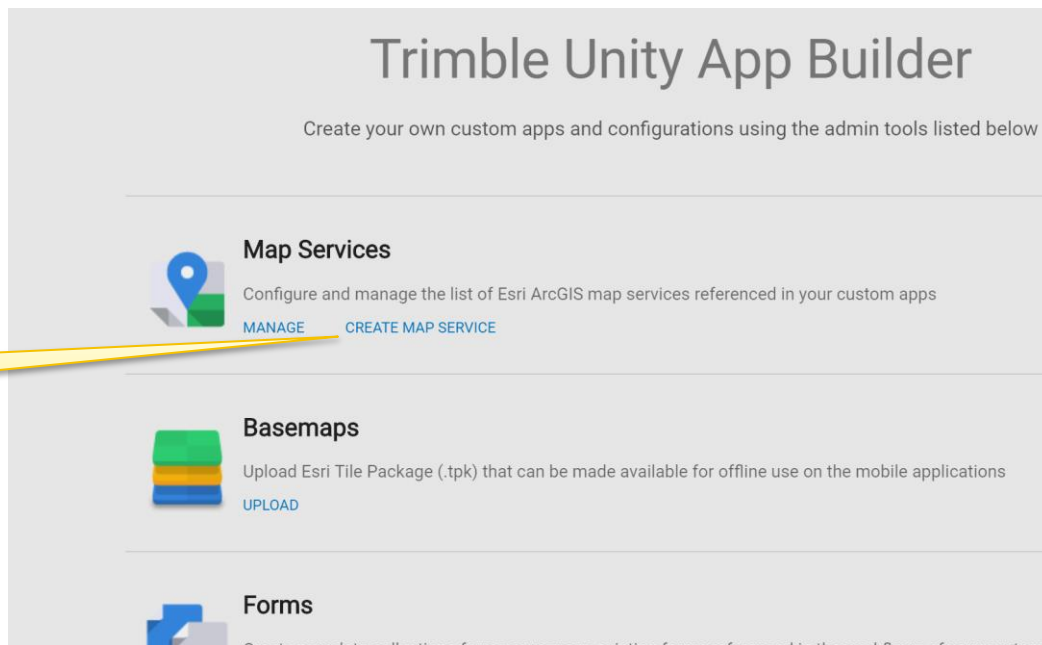 Trimble Unity App Builder
Create your own custom apps and configurations using the admin tools listed below
Map Services
Configure and manage the list of Esri ArcGIS map services referenced in your custom apps
MANAGE CREATE MAP SERVICE
Basemaps
Upload Esri Tile Package (.tpk) that can be made available for offline use on the mobile applications
UPLOAD
Forms